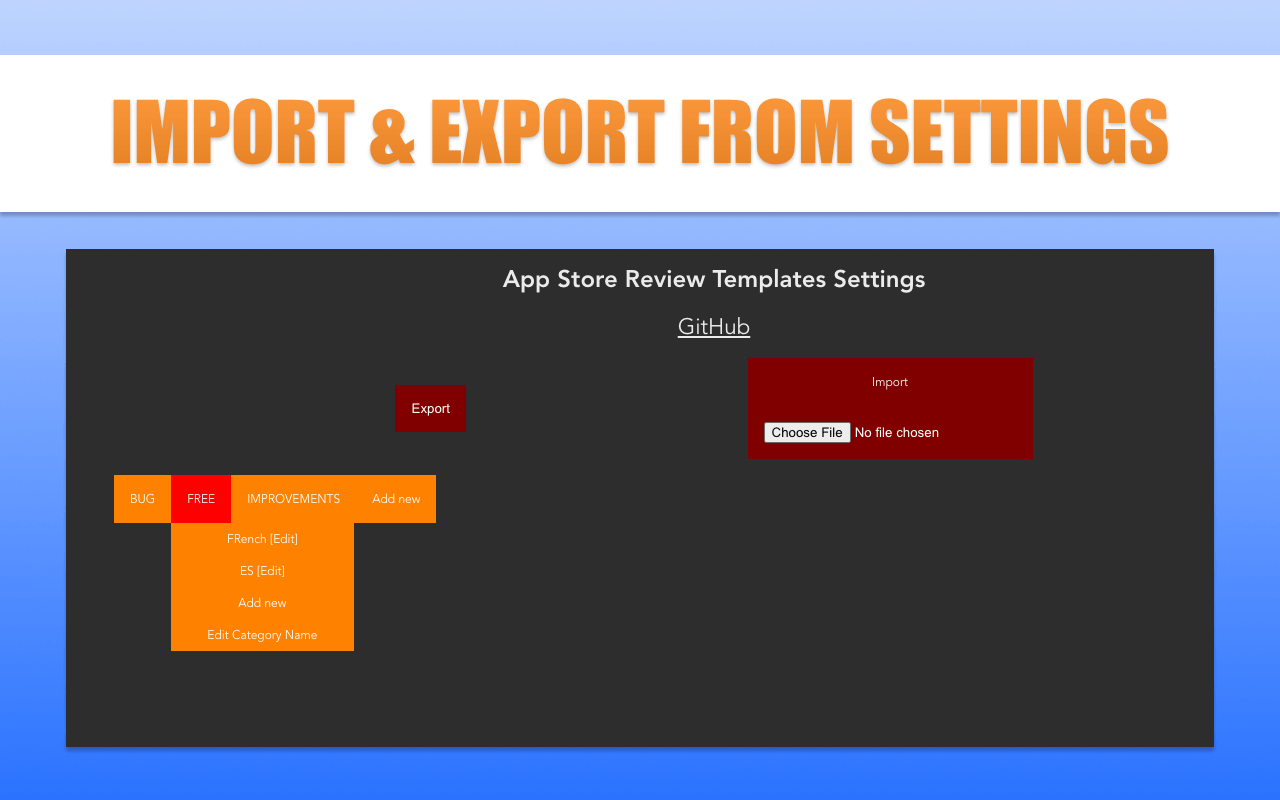 IMPORT & EXPORT FROM SETTINGS
App Store Review Templates Settings
GitHub
Import
Export
Choose File No file chosen
BUG FREE IMPROVEMENTS Add new
FRench [Edit]
ES [Edit]
Add new
Edit Category Name